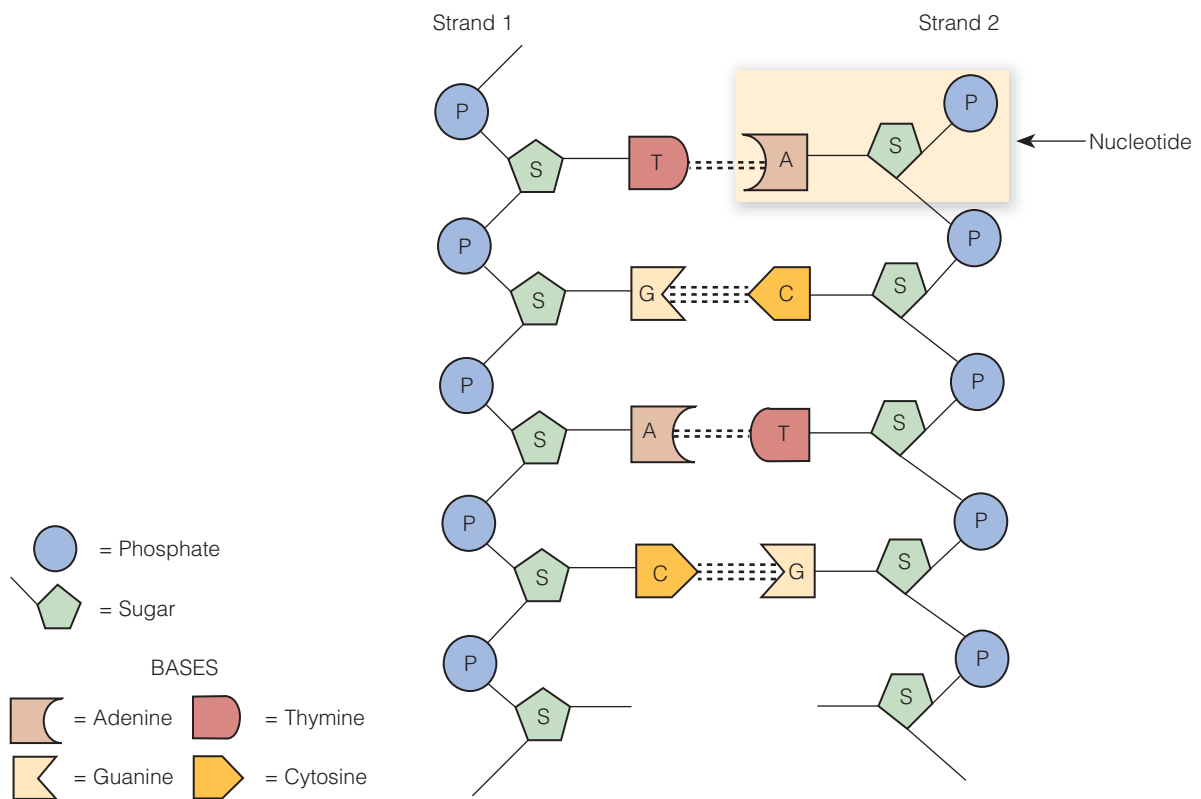 Strand 1 Strand 2
P P
S T A S Nucleotide
P P
S G C S
P P
S A T S
P P
= Phosphate
S C G S
= Sugar
P P
BASES
S S
= Adenine = Thymine
= Guanine = Cytosine